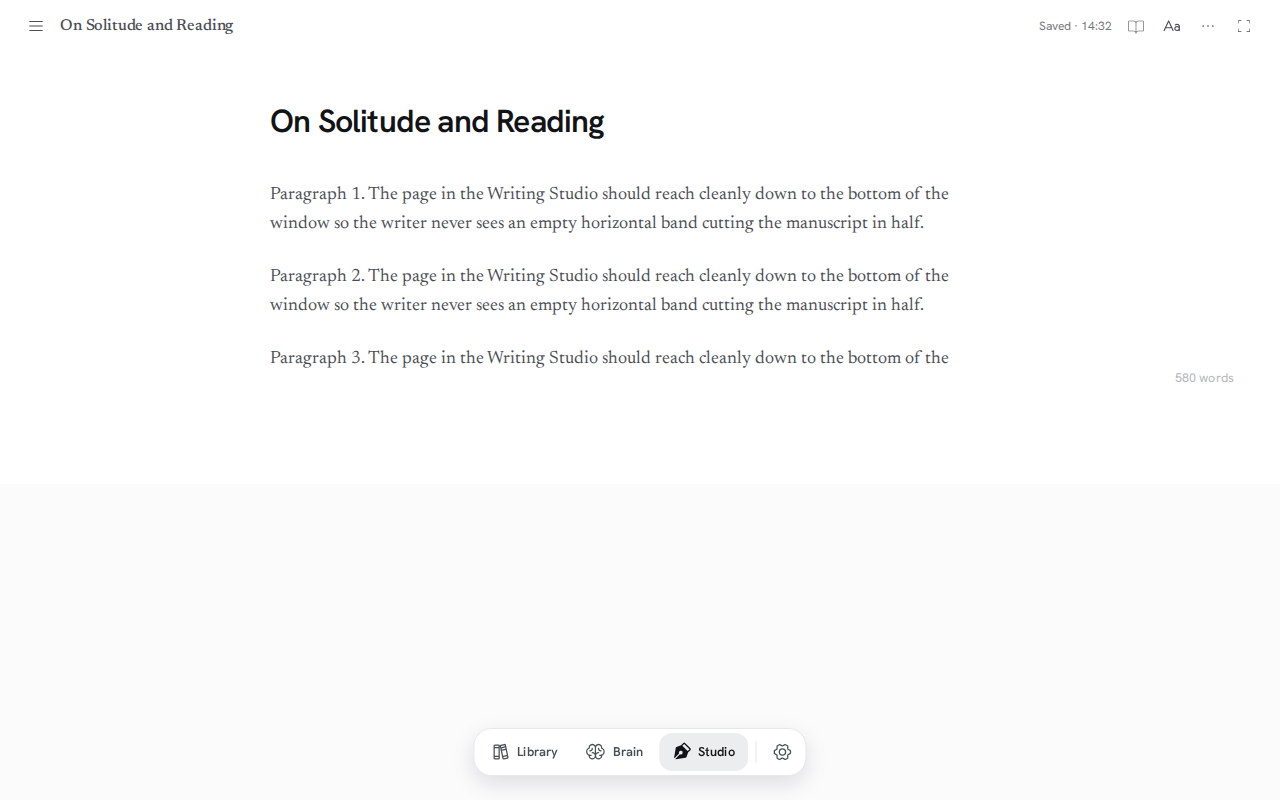 On Solitude and Reading
Saved · 14:32
Aa
On Solitude and Reading
Paragraph 1. The page in the Writing Studio should reach cleanly down to the bottom of the
window so the writer never sees an empty horizontal band cutting the manuscript in half.
Paragraph 2. The page in the Writing Studio should reach cleanly down to the bottom of the
window so the writer never sees an empty horizontal band cutting the manuscript in half.
Paragraph 3. The page in the Writing Studio should reach cleanly down to the bottom of the
580 words
Library
Brain
Studio